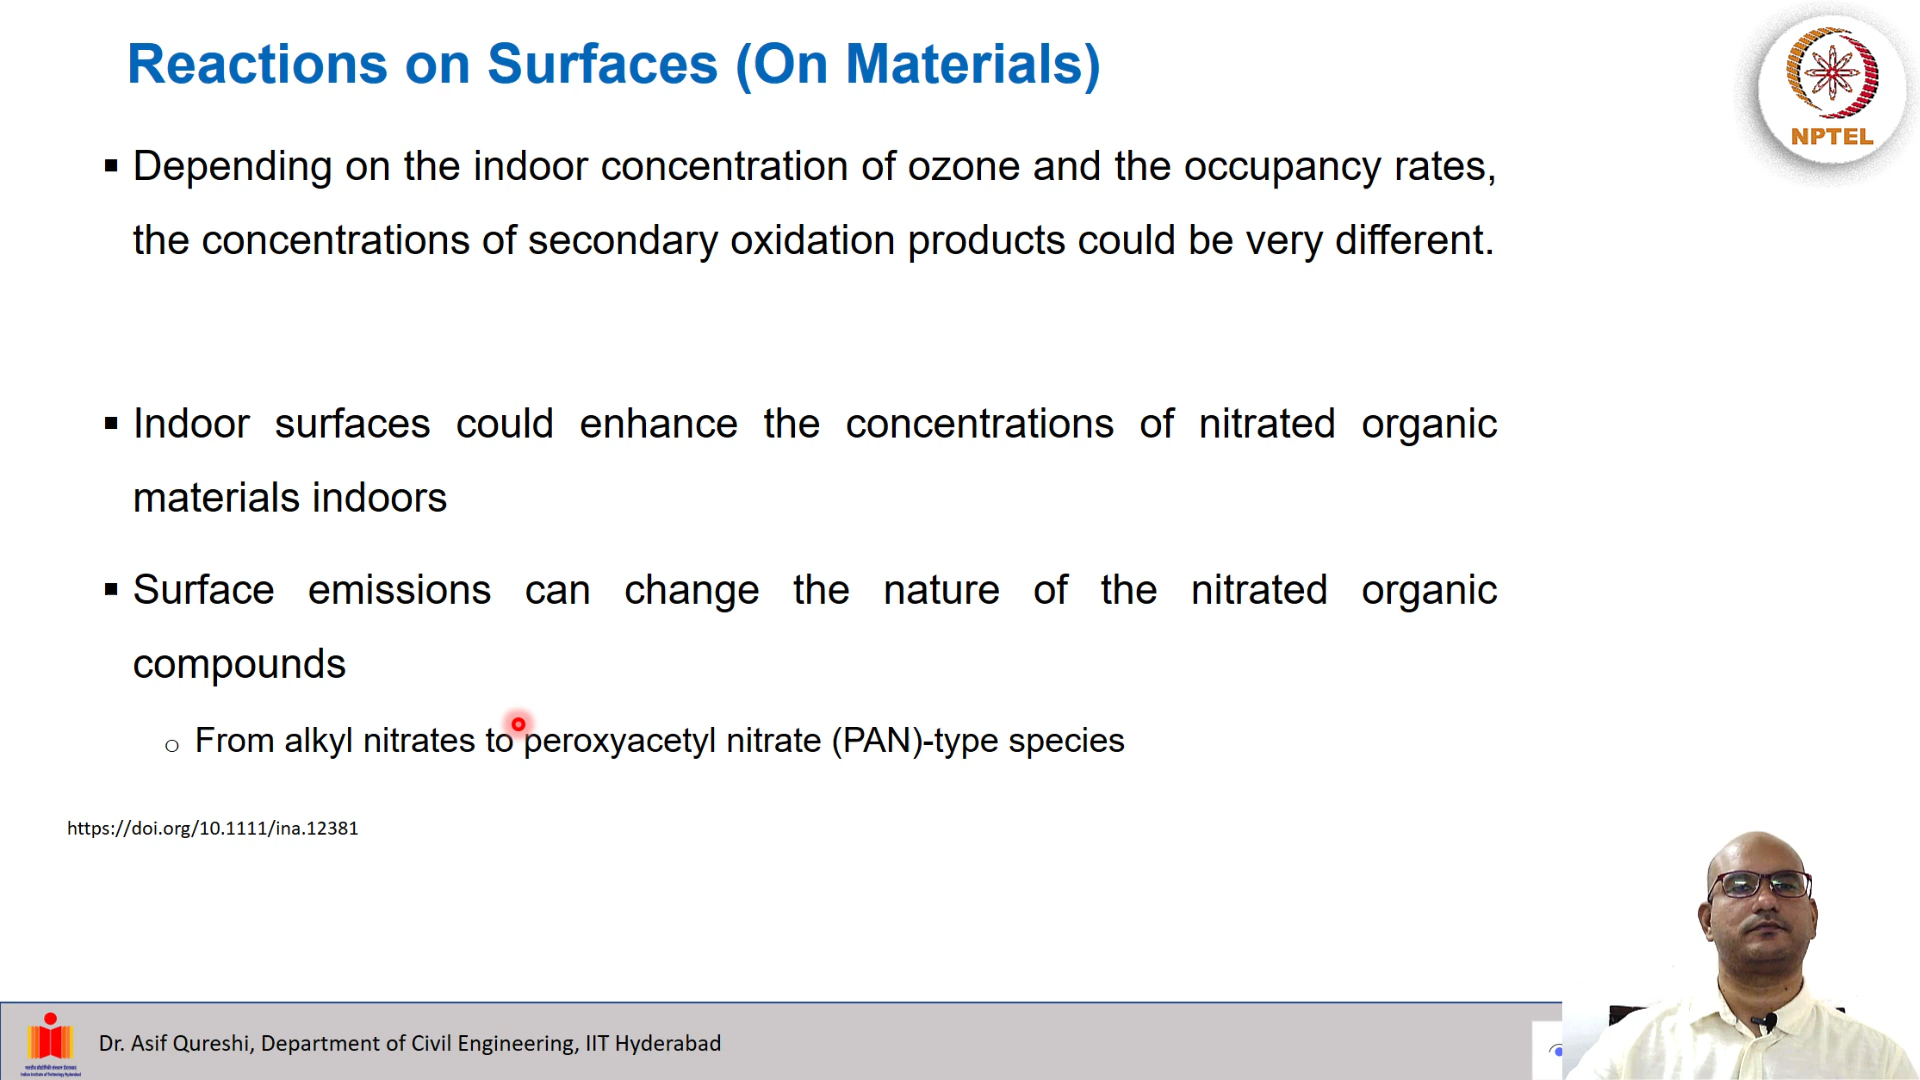 Reactions on Surfaces (On Materials)
NPTEL
▪ Depending on the indoor concentration of ozone and the occupancy rates,
the concentrations of secondary oxidation products could be very different.
▪ Indoor surfaces could enhance the concentrations of nitrated organic
materials indoors
▪ Surface emissions can change the nature of the nitrated organic
compounds
o From alkyl nitrates to peroxyacetyl nitrate (PAN)-type species
https://doi.org/10.1111/ina.12381
Dr. Asif Qureshi, Department of Civil Engineering, IIT Hyderabad